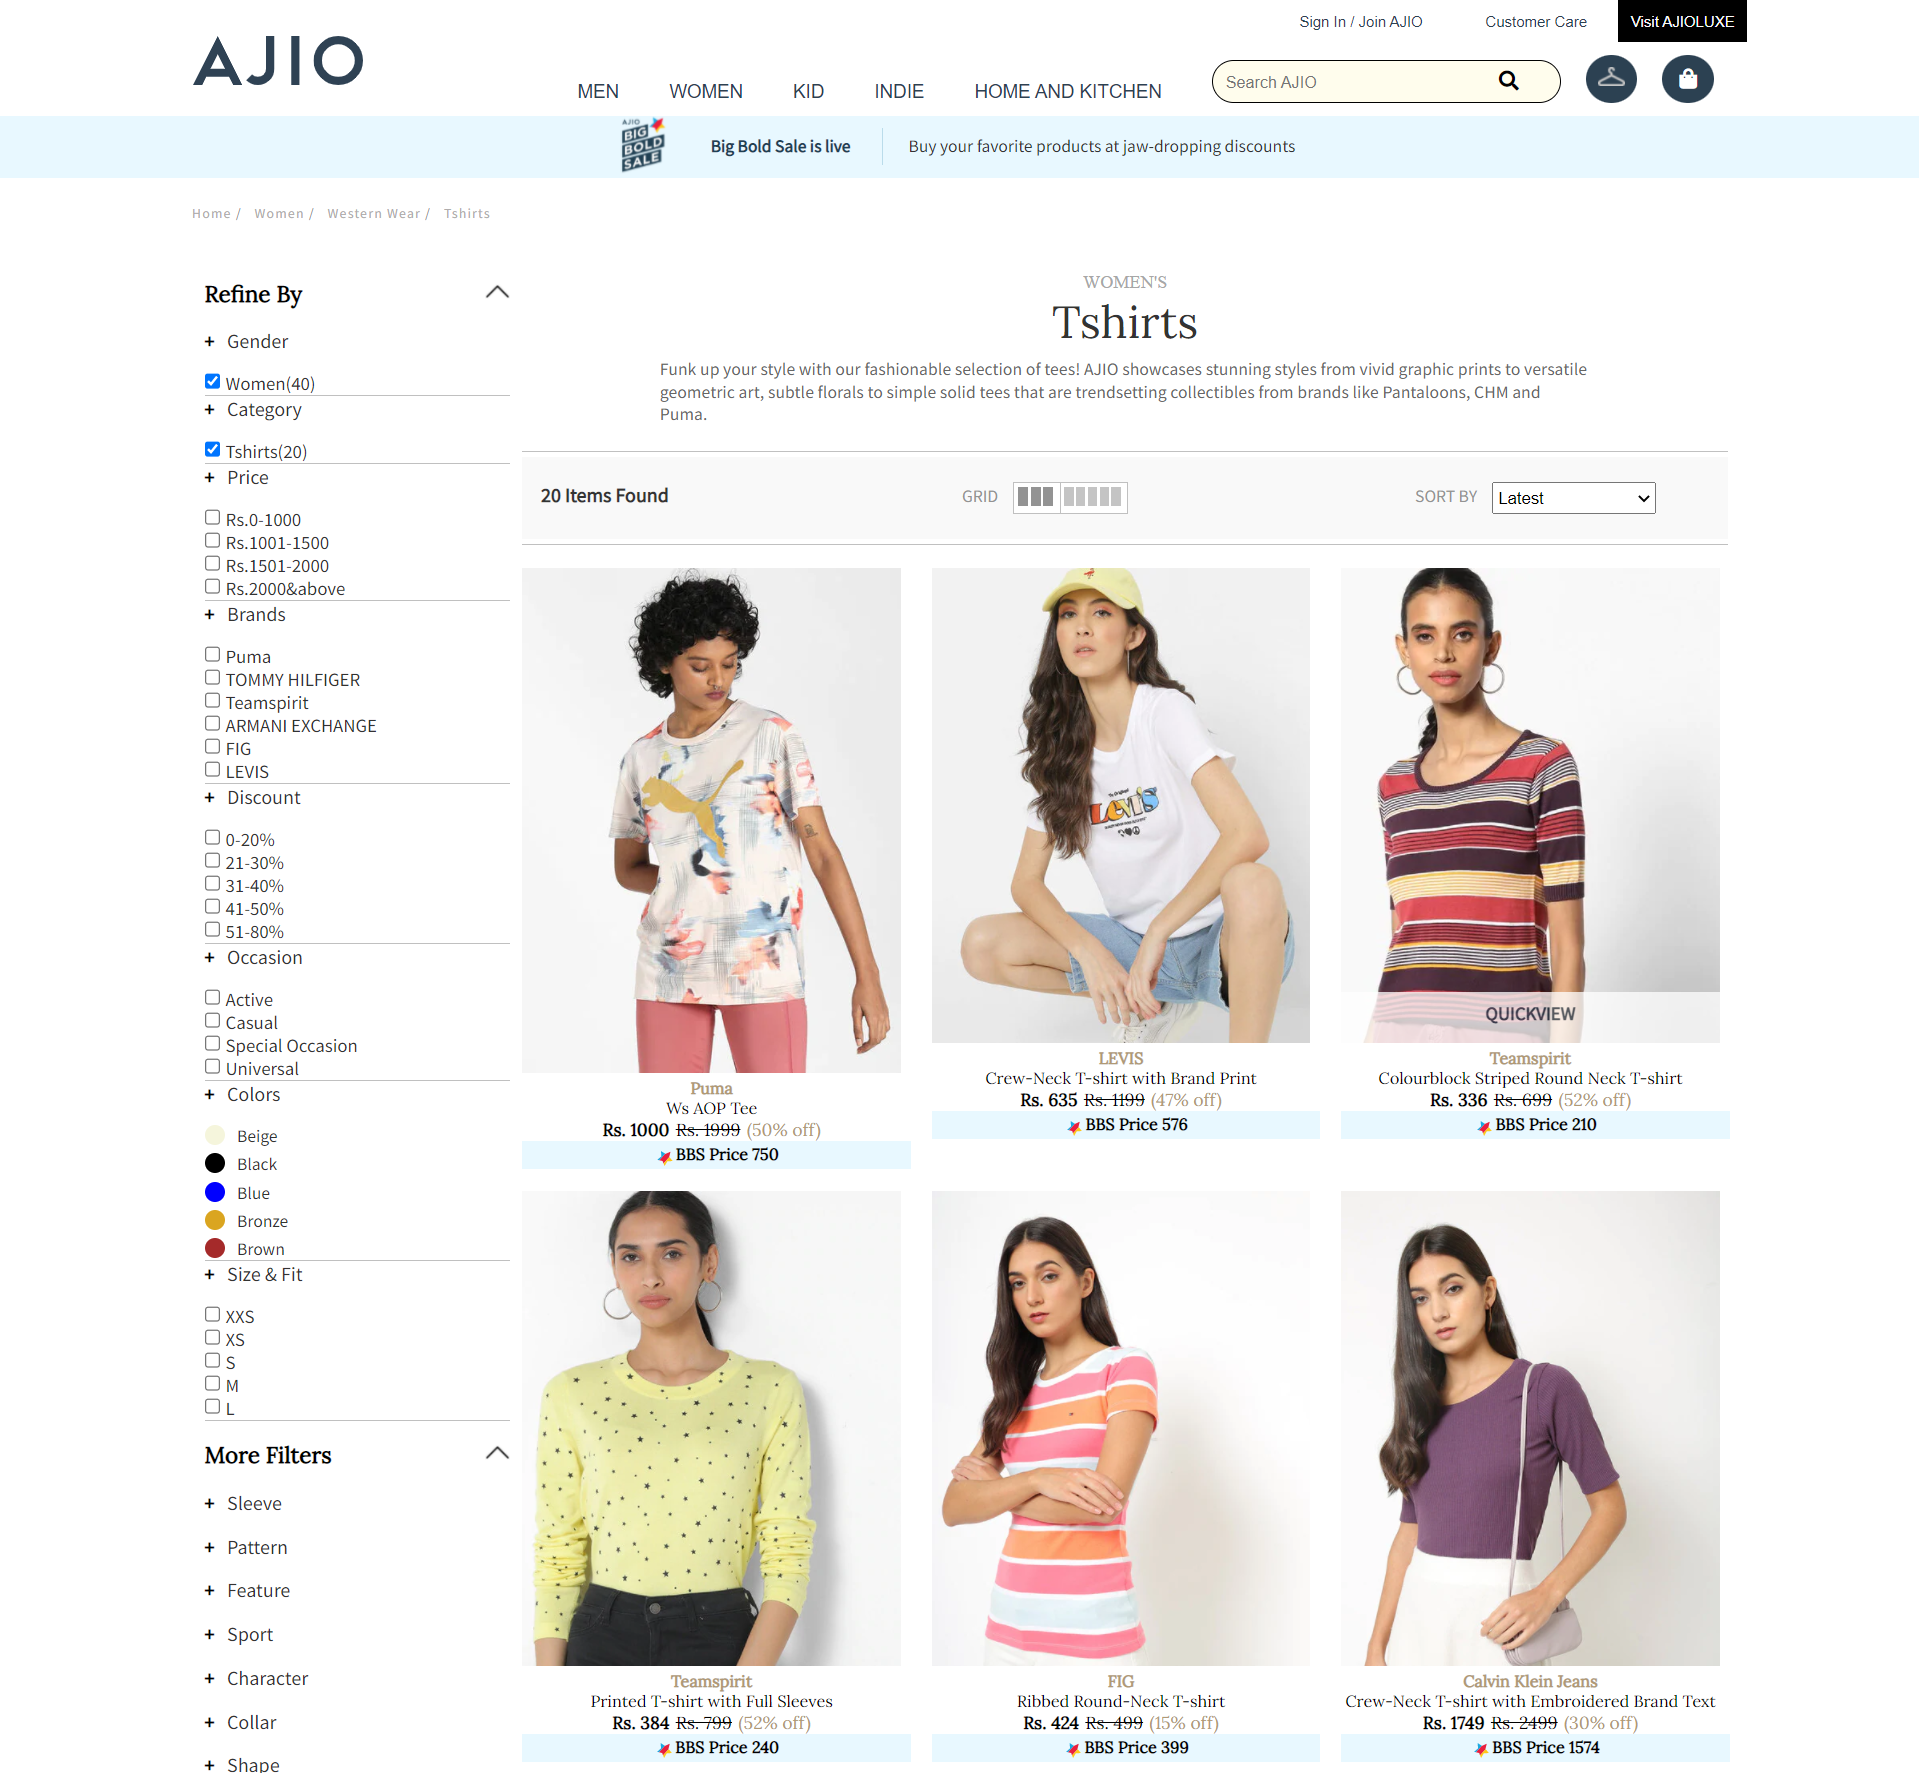 Sign In / Join AJIO
Customer Care
Visit AJIOLUXE
AJIO
MEN
WOMEN
KID
INDIE
HOME AND KITCHEN
Search AJIO
AJIO
BIG
BOLD
SALE
Big Bold Sale is live
Buy your favorite products at jaw-dropping discounts
Home / Women / Western Wear / Tshirts
Refine By
+ Gender
Women(40)
+ Category
Tshirts(20)
+ Price
Rs.0-1000
Rs.1001-1500
Rs.1501-2000
Rs.2000&above
+ Brands
Puma
TOMMY HILFIGER
Teamspirit
ARMANI EXCHANGE
FIG
LEVIS
+ Discount
0-20%
21-30%
31-40%
41-50%
51-80%
+ Occasion
Active
Casual
Special Occasion
Universal
+ Colors
Beige
Black
Blue
Bronze
Brown
+ Size & Fit
XXS
XS
S
M
L
More Filters
+ Sleeve
+ Pattern
+ Feature
+ Sport
+ Character
+ Collar
+ Shape
WOMEN'S
Tshirts
Funk up your style with our fashionable selection of tees! AJIO showcases stunning styles from vivid graphic prints to versatile
geometric art, subtle florals to simple solid tees that are trendsetting collectibles from brands like Pantaloons, CHM and
Puma.
20 Items Found
GRID
SORT BY
Latest
Puma
Ws AOP Tee
Rs. 1000 Rs. 1999 (50% off)
BBS Price 750
LEVI'S
LEVIS
Crew-Neck T-shirt with Brand Print
Rs. 635 Rs. 1199 (47% off)
BBS Price 576
QUICKVIEW
Teamspirit
Colourblock Striped Round Neck T-shirt
Rs. 336 Rs. 699 (52% off)
BBS Price 210
Teamspirit
Printed T-shirt with Full Sleeves
Rs. 384 Rs. 799 (52% off)
BBS Price 240
FIG
Ribbed Round-Neck T-shirt
Rs. 424 Rs. 499 (15% off)
BBS Price 399
Calvin Klein Jeans
Crew-Neck T-shirt with Embroidered Brand Text
Rs. 1749 Rs. 2499 (30% off)
BBS Price 1574